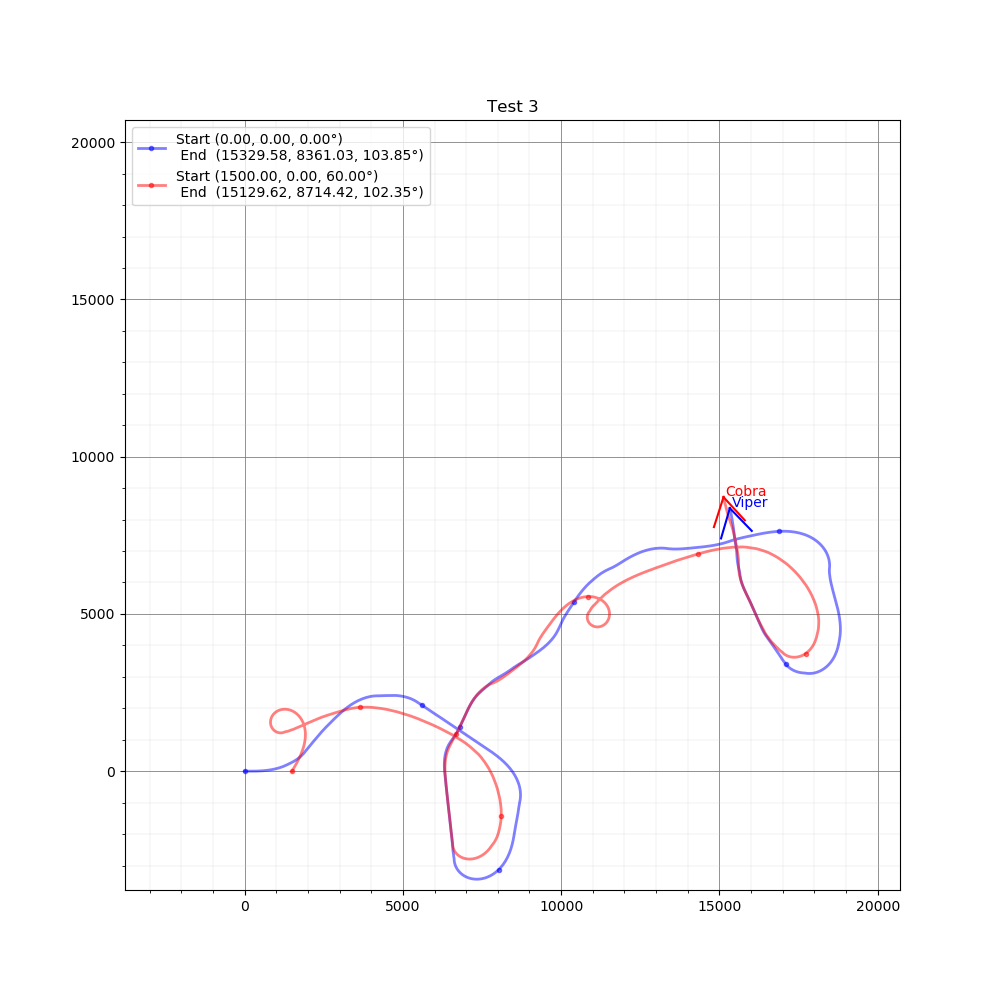 Test 3
Start (0.00, 0.00, 0.00°)
End (15329.58, 8361.03, 103.85°)
Start (1500.00, 0.00, 60.00°)
End (15129.62, 8714.42, 102.35°)
20000
15000
10000
Cobra
Viper
5000
0
0 5000 10000 15000 20000